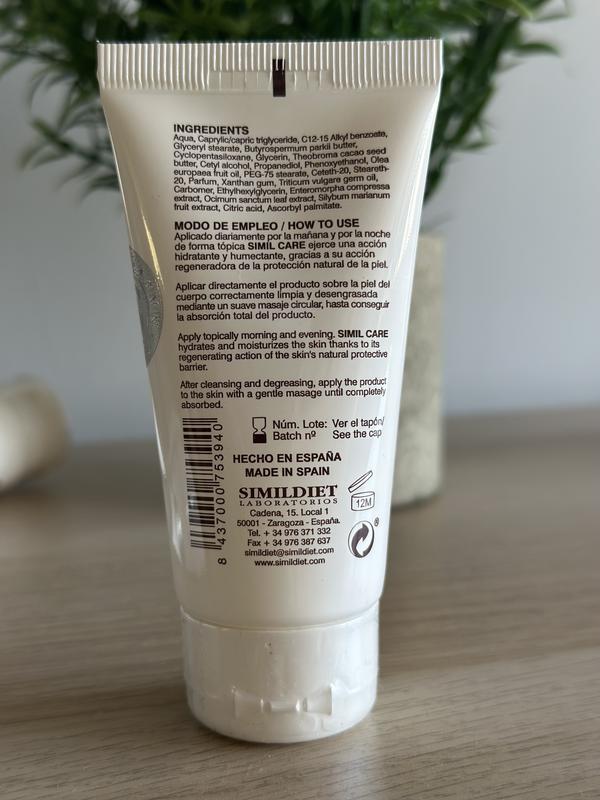 INGREDIENTS
Aqua, Caprylic/capric triglyceride, C12-15 Alkyl benzoate,
Glyceryl stearate, Butyrospermum parkii butter,
Cyclopentasiloxane, Glycerin, Theobroma cacao seed
butter, Cetyl alcohol, Propanediol, Phenoxyethanol, Olea
europaea fruit oil, PEG-75 stearate, Ceteth-20, Steareth-
20, Parfum, Xanthan gum, Triticum vulgare germ oil,
Carbomer, Ethylhexylglycerin, Enteromorpha compressa
extract, Ocimum sanctum leaf extract, Silybum marianum
fruit extract, Citric acid, Ascorbyl palmitate.
MODO DE EMPLEO / HOW TO USE
Aplicado diariamente por la mañana y por la noche
de forma tópica SIMIL CARE ejerce una acción
hidratante y humectante, gracias a su acción
regeneradora de la protección natural de la piel.
Aplicar directamente el producto sobre la piel del
cuerpo correctamente limpia y desengrasada
mediante un suave masaje circular, hasta conseguir
la absorción total del producto.
Apply topically morning and evening. SIMIL CARE
hydrates and moisturizes the skin thanks to its
regenerating action of the skin's natural protective
barrier.
After cleansing and degreasing, apply the product
to the skin with a gentle masage until completely
absorbed.
Núm. Lote: Ver el tapón/
Batch nº See the cap
HECHO EN ESPAÑA
MADE IN SPAIN
SIMILDIET
LABORATORIOS
Cadena, 15. Local 1
50001 - Zaragoza - España.
Tel. + 34 976 371 332
Fax + 34 976 387 637
simildiet@simildiet.com
www.simildiet.com
12M
®
8 437000 753940